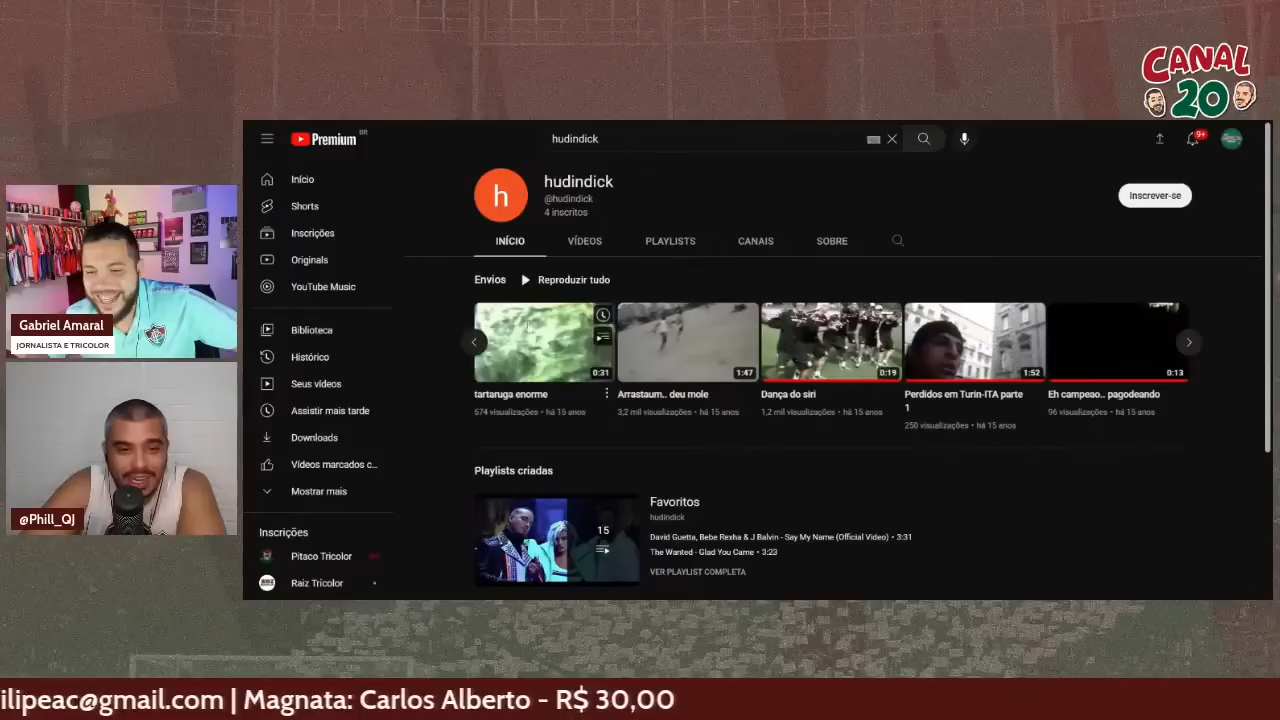 CANAL
20
Premium
BR
hudindick
9+
Início
Shorts
Inscrições
Originals
YouTube Music
Biblioteca
Histórico
Seus vídeos
Assistir mais tarde
Downloads
Vídeos marcados c...
Mostrar mais
Inscrições
Pitaco Tricolor
Raiz Tricolor
h
hudindick
@hudindick
4 inscritos
Inscrever-se
INÍCIO
VÍDEOS
PLAYLISTS
CANAIS
SOBRE
Envios
Reproduzir tudo
0:31
tartaruga enorme
574 visualizações • há 15 anos
1:47
Arrastaum.. deu mole
3,2 mil visualizações • há 15 anos
0:19
Dança do siri
1,2 mil visualizações • há 15 anos
1:52
Perdidos em Turin-ITA parte
1
250 visualizações • há 15 anos
0:13
Eh campeao.. pagodeando
96 visualizações • há 15 anos
Playlists criadas
15
Favoritos
hudindick
David Guetta, Bebe Rexha & J Balvin - Say My Name (Official Video) • 3:31
The Wanted - Glad You Came • 3:23
VER PLAYLIST COMPLETA
Gabriel Amaral
JORNALISTA E TRICOLOR
@Phill_QJ
ilipeac@gmail.com | Magnata: Carlos Alberto - R$ 30,00